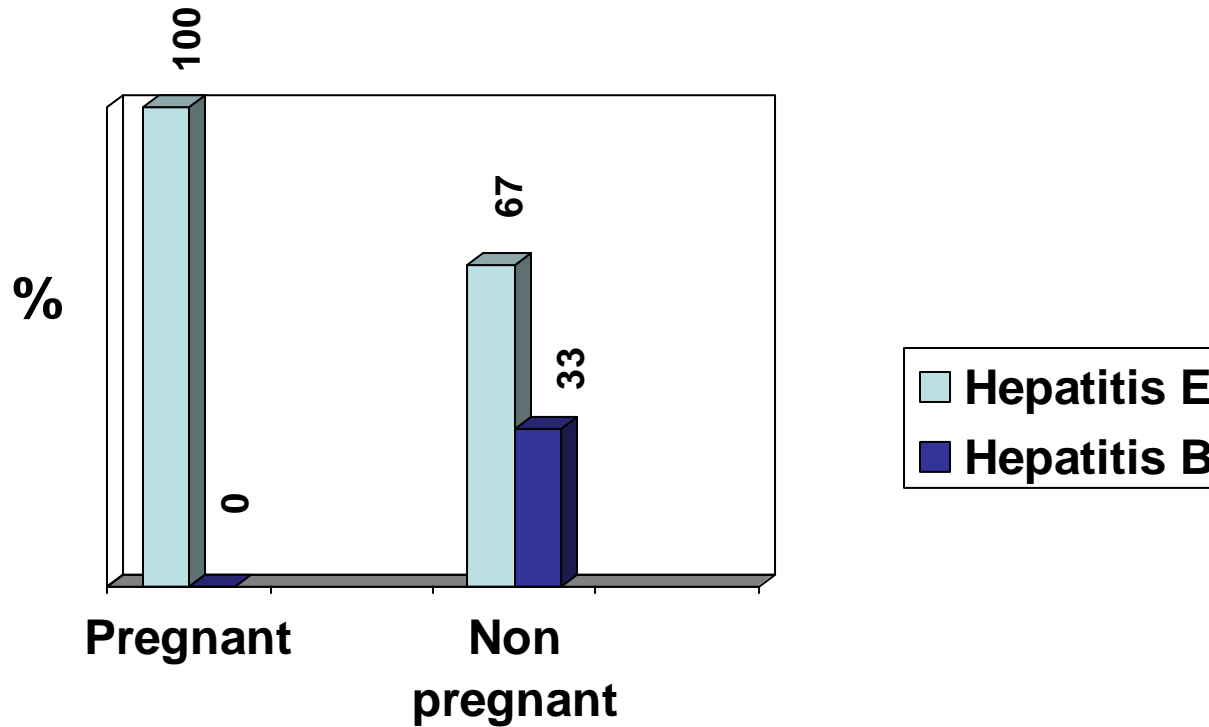 100
0
67
33
%
Pregnant
Non
pregnant
Hepatitis E
Hepatitis B